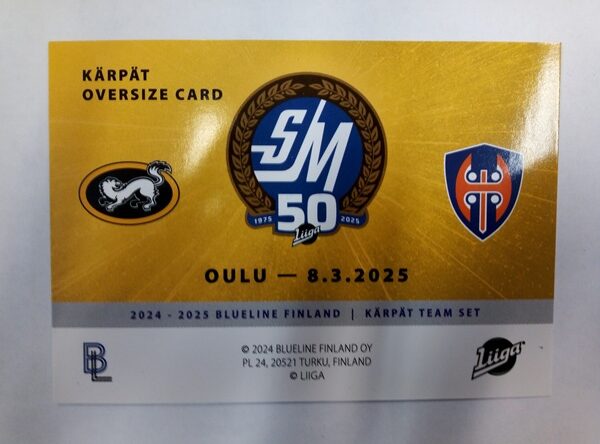 KÄRPÄT
OVERSIZE CARD
SM
1975 50 2025
Liiga
OULU — 8.3.2025
2024 - 2025 BLUELINE FINLAND | KÄRPÄT TEAM SET
BL
© 2024 BLUELINE FINLAND OY
PL 24, 20521 TURKU, FINLAND
© LIIGA
Liiga